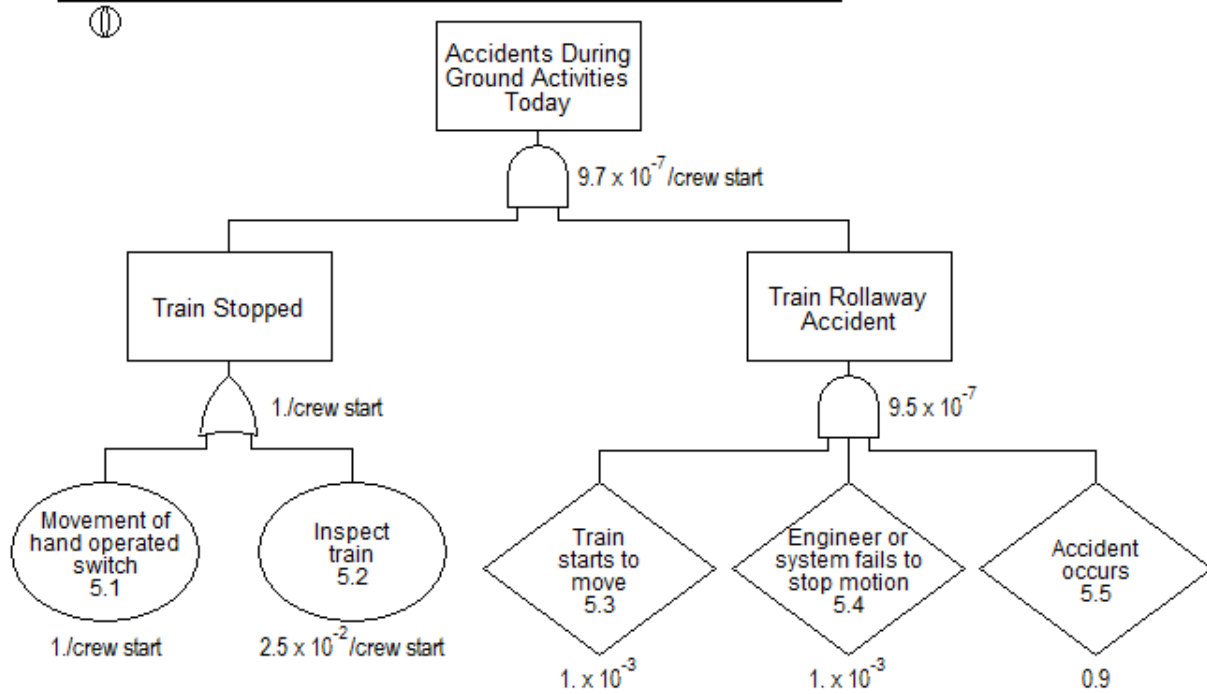 Accidents During
Ground Activities
Today
9.7 x 10⁻⁷/crew start
Train Stopped
Train Rollaway
Accident
1./crew start
9.5 x 10⁻⁷
Movement of
hand operated
switch
5.1
Inspect
train
5.2
Train
starts to
move
5.3
Engineer or
system fails to
stop motion
5.4
Accident
occurs
5.5
1./crew start
2.5 x 10⁻²/crew start
1. x 10⁻³
1. x 10⁻³
0.9